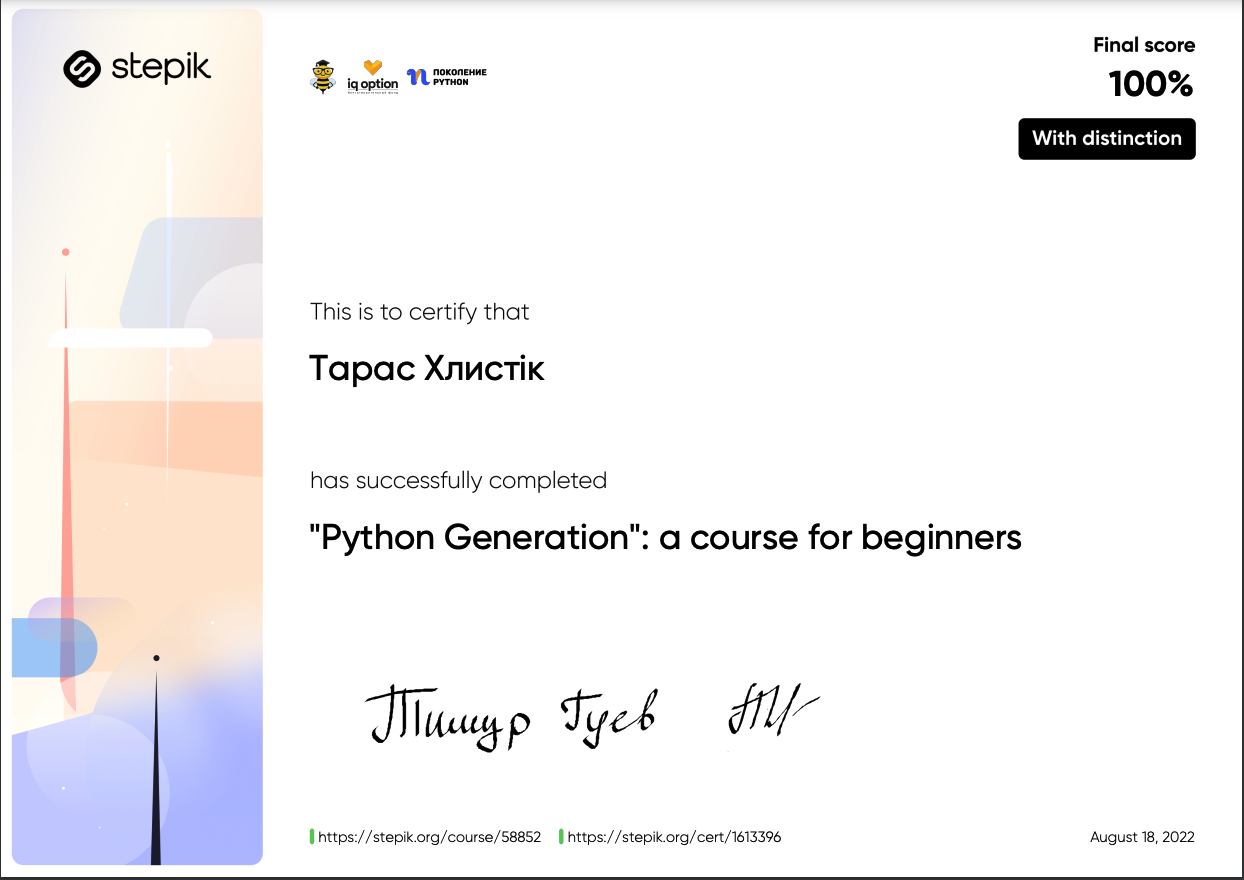 stepik
iq option
ПОКОЛЕНИЕ
PYTHON
Final score
100%
With distinction
This is to certify that
Тарас Хлистік
has successfully completed
"Python Generation": a course for beginners
Тимур Гуев
https://stepik.org/course/58852
https://stepik.org/cert/1613396
August 18, 2022